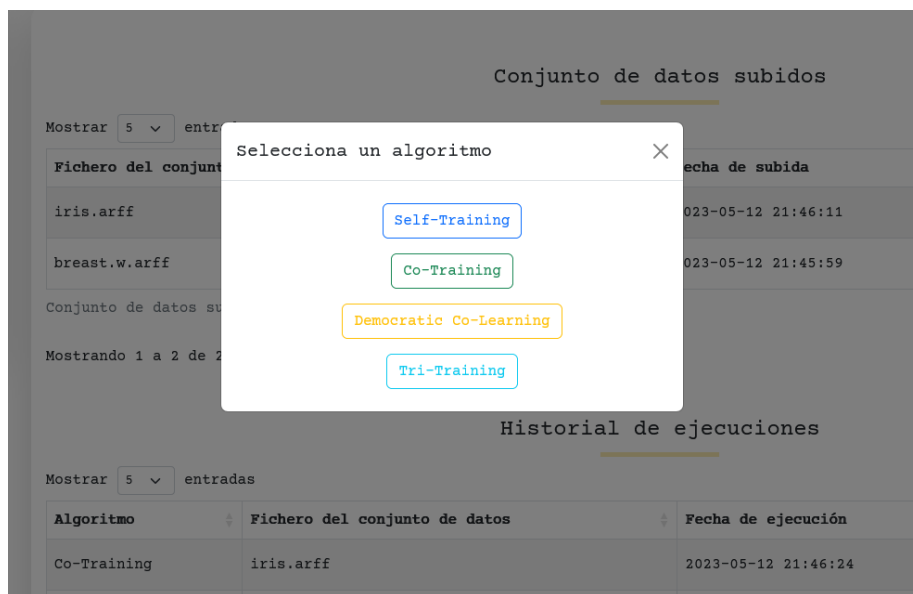 Conjunto de datos subidos
Mostrar 5 entr
Selecciona un algoritmo
Fichero del conjunt
echa de subida
iris.arff
023-05-12 21:46:11
Self-Training
breast.w.arff
023-05-12 21:45:59
Co-Training
Conjunto de datos su
Democratic Co-Learning
Mostrando 1 a 2 de 2
Tri-Training
Historial de ejecuciones
Mostrar 5 entradas
Algoritmo Fichero del conjunto de datos Fecha de ejecución
Co-Training iris.arff 2023-05-12 21:46:24